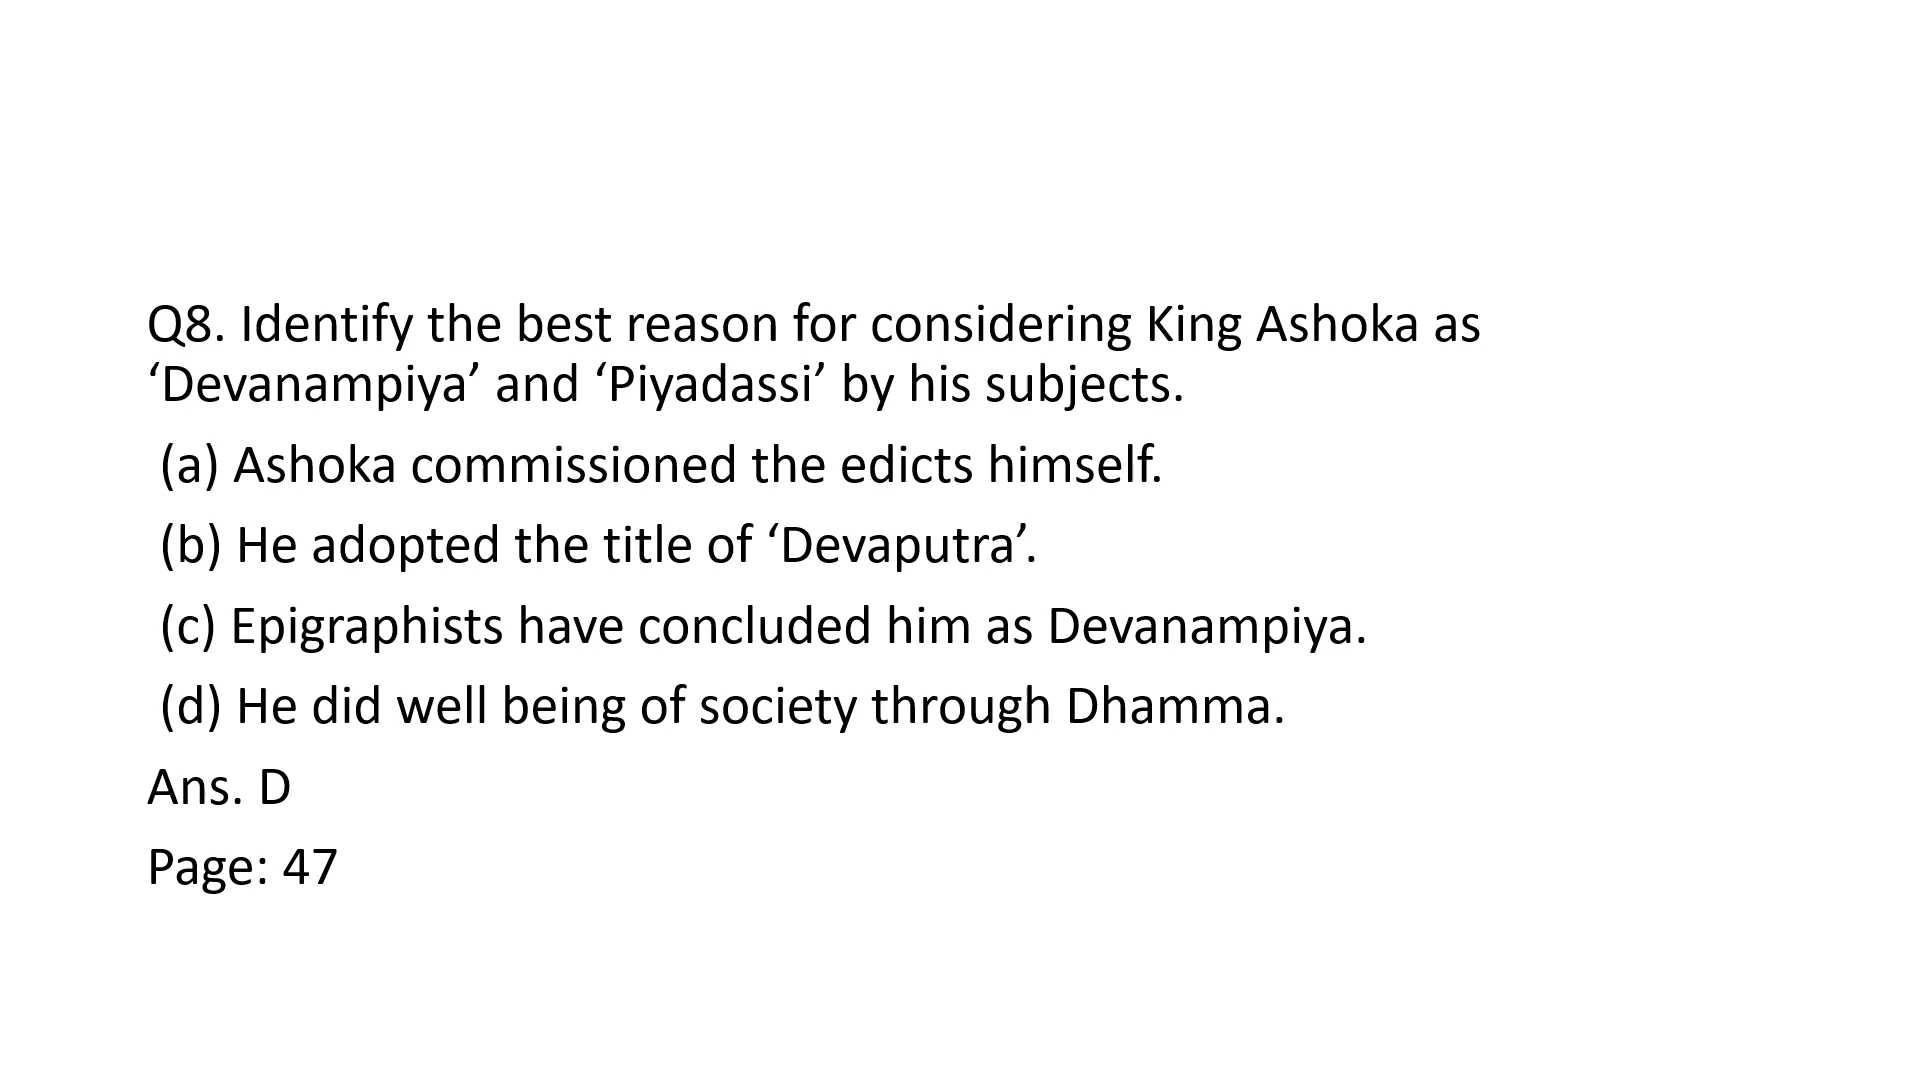 Q8. Identify the best reason for considering King Ashoka as
‘Devanampiya’ and ‘Piyadassi’ by his subjects.
(a) Ashoka commissioned the edicts himself.
(b) He adopted the title of ‘Devaputra’.
(c) Epigraphists have concluded him as Devanampiya.
(d) He did well being of society through Dhamma.
Ans. D
Page: 47